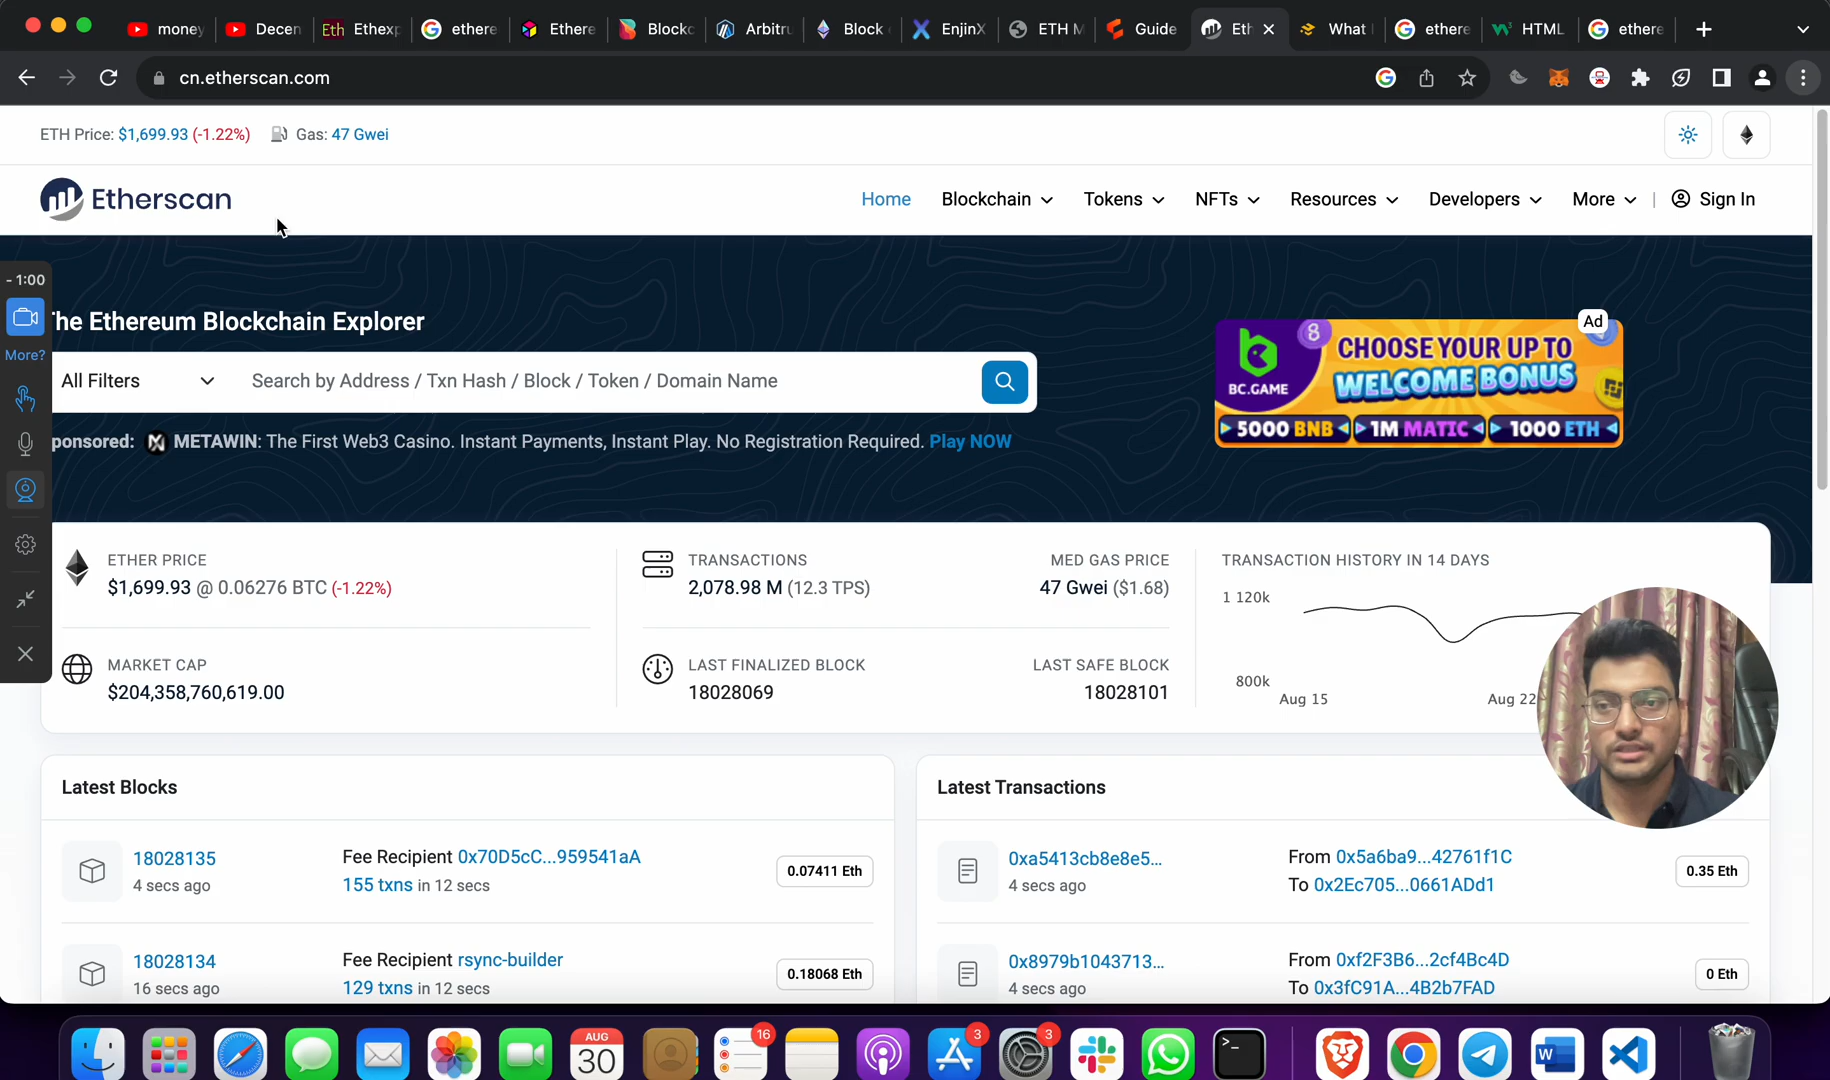 money
Decen
Eth Ethexp
ethere
Ethere
Blockc
Arbitru
Block
EnjinX
ETH M
Guide
Eth
What
ethere
HTML
ethere
cn.etherscan.com
ETH Price: $1,699.93 (-1.22%) Gas: 47 Gwei
Etherscan
Home
Blockchain
Tokens
NFTs
Resources
Developers
More
Sign In
- 1:00
More?
The Ethereum Blockchain Explorer
All Filters
Search by Address / Txn Hash / Block / Token / Domain Name
ponsored: METAWIN: The First Web3 Casino. Instant Payments, Instant Play. No Registration Required. Play NOW
Ad
8
BC.GAME
CHOOSE YOUR UP TO
WELCOME BONUS
5000 BNB 1M MATIC 1000 ETH
ETHER PRICE
$1,699.93 @ 0.06276 BTC (-1.22%)
MARKET CAP
$204,358,760,619.00
TRANSACTIONS
2,078.98 M (12.3 TPS)
MED GAS PRICE
47 Gwei ($1.68)
LAST FINALIZED BLOCK
18028069
LAST SAFE BLOCK
18028101
TRANSACTION HISTORY IN 14 DAYS
1 120k
800k
Aug 15
Aug 22
Latest Blocks
18028135
4 secs ago
Fee Recipient 0x70D5cC...959541aA
155 txns in 12 secs
0.07411 Eth
18028134
16 secs ago
Fee Recipient rsync-builder
129 txns in 12 secs
0.18068 Eth
Latest Transactions
0xa5413cb8e8e5...
4 secs ago
From 0x5a6ba9...42761f1C
To 0x2Ec705...0661ADd1
0.35 Eth
0x8979b1043713...
4 secs ago
From 0xf2F3B6...2cf4Bc4D
To 0x3fC91A...4B2b7FAD
0 Eth
AUG
30
16
3
3
W